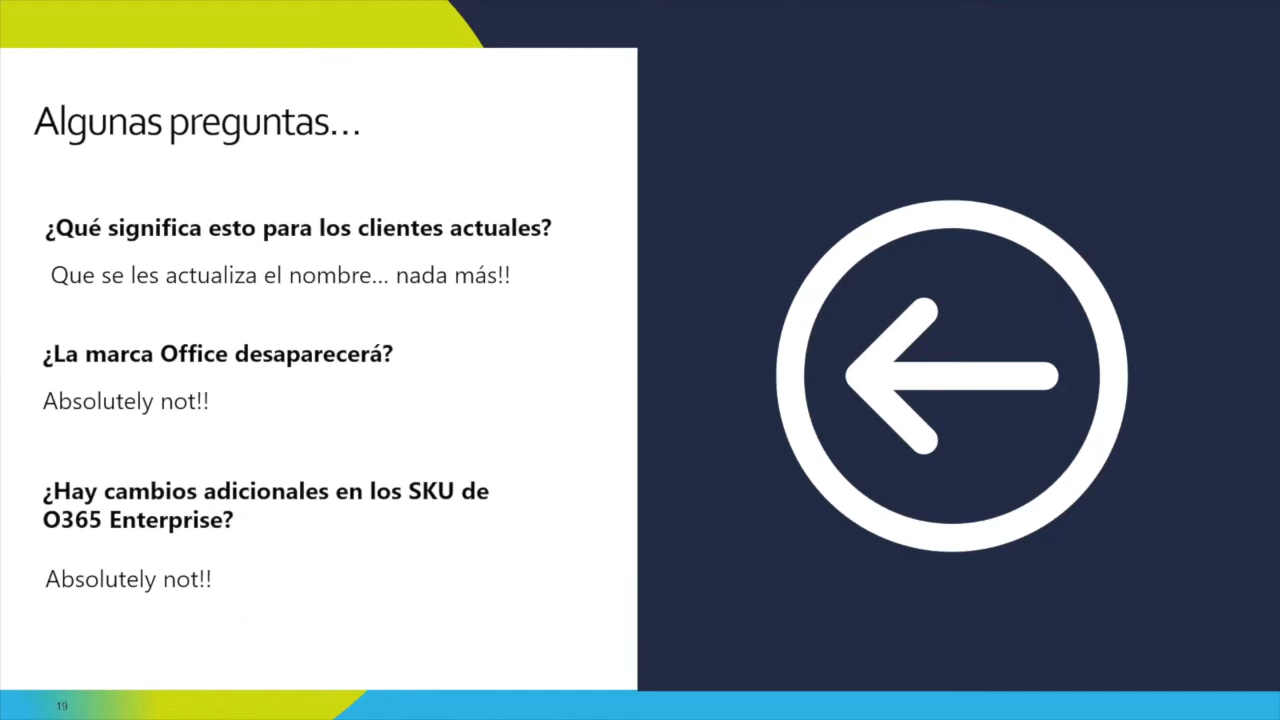 Algunas preguntas...
¿Qué significa esto para los clientes actuales?
Que se les actualiza el nombre... nada más!!
¿La marca Office desaparecerá?
Absolutely not!!
¿Hay cambios adicionales en los SKU de
O365 Enterprise?
Absolutely not!!
19